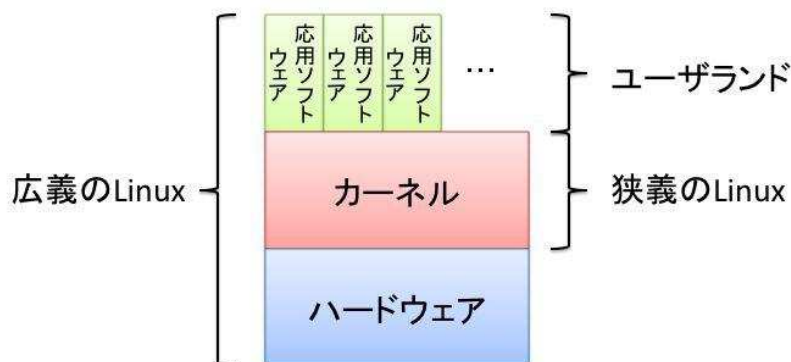 応用ソフト
ウェア
応用ソフト
ウェア
応用ソフト
ウェア
…
ユーザランド
広義のLinux
カーネル
狭義のLinux
ハードウェア